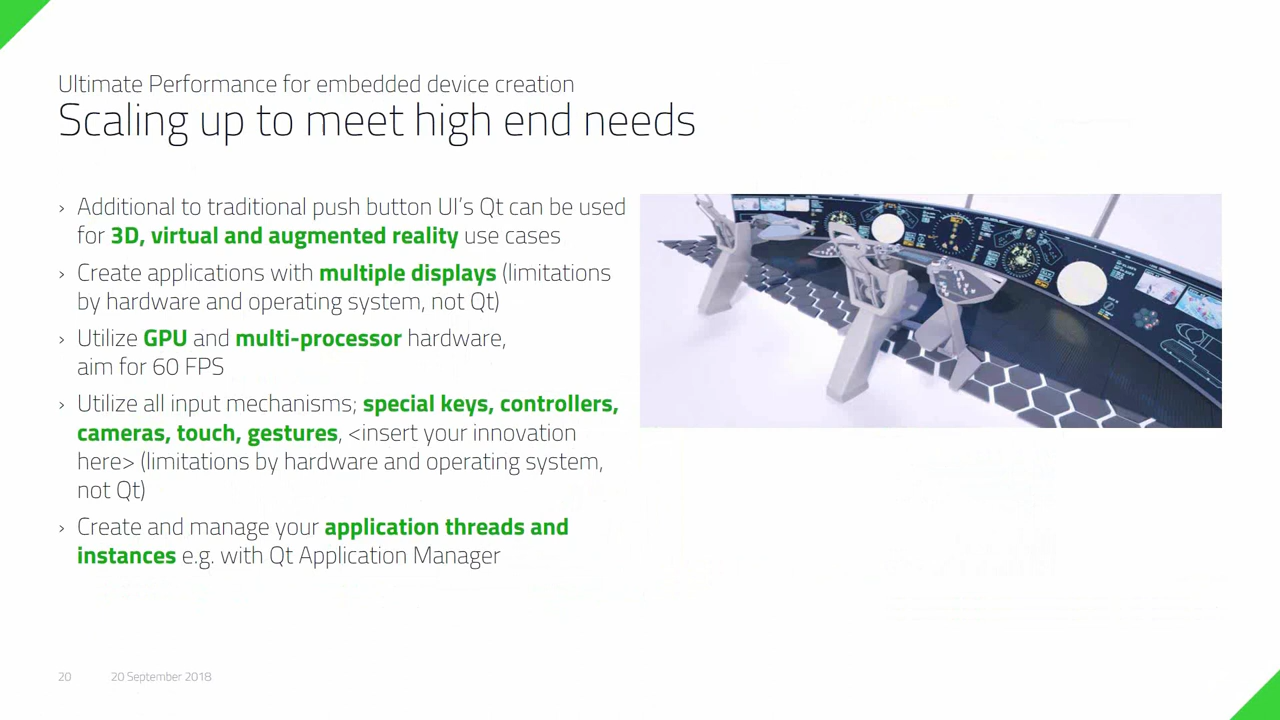 Ultimate Performance for embedded device creation
Scaling up to meet high end needs
› Additional to traditional push button UI’s Qt can be used
for 3D, virtual and augmented reality use cases
› Create applications with multiple displays (limitations
by hardware and operating system, not Qt)
› Utilize GPU and multi-processor hardware,
aim for 60 FPS
› Utilize all input mechanisms; special keys, controllers,
cameras, touch, gestures, <insert your innovation
here> (limitations by hardware and operating system,
not Qt)
› Create and manage your application threads and
instances e.g. with Qt Application Manager
20 20 September 2018